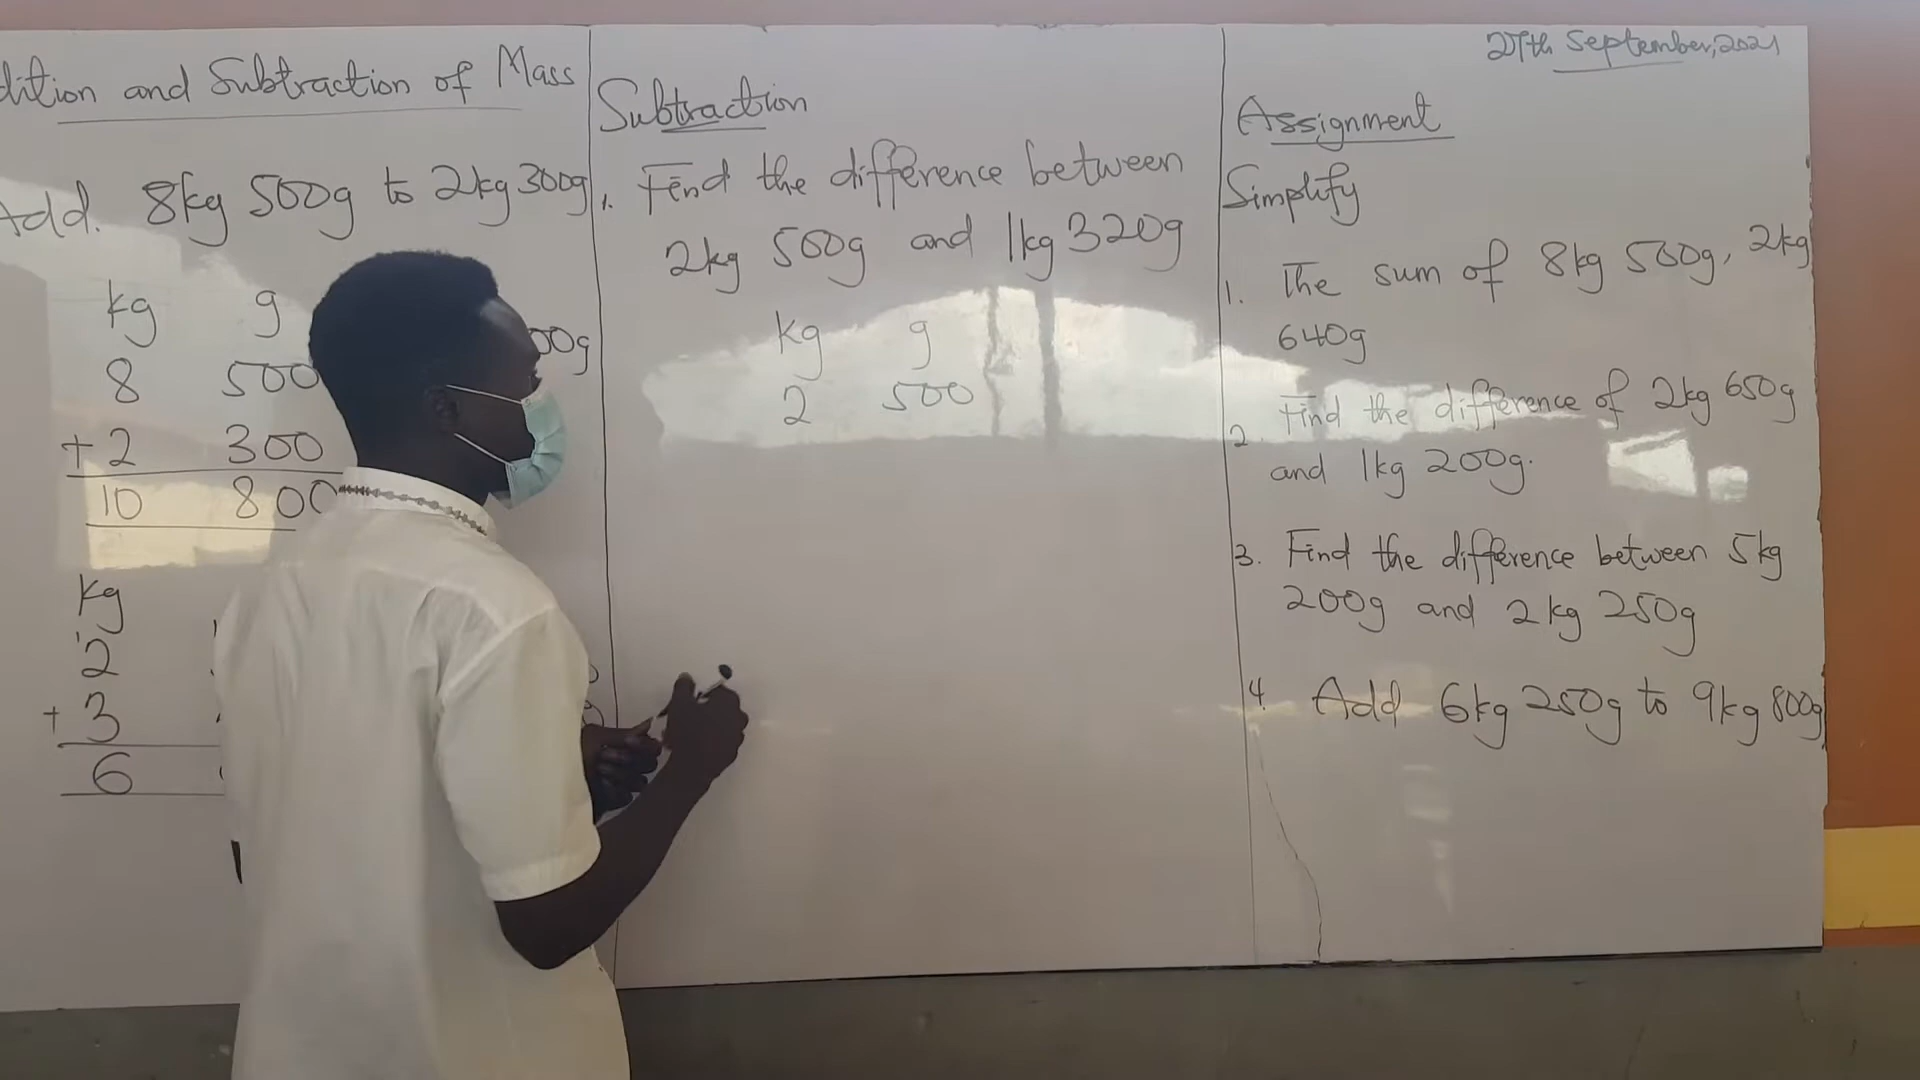 dition and Subtraction of Mass
Add. 8kg 500g to 2kg 300g
kg g
8 500
+2 300
10 800
kg
2
+ 3
6
00g
Subtraction
1. Find the difference between
2kg 500g and 1kg 320g
kg g
2 500
27th September, 2021
Assignment
Simplify
1. The sum of 8kg 500g, 2kg
640g
2. Find the difference of 2kg 650g
and 1kg 200g.
3. Find the difference between 5kg
200g and 2kg 250g
4. Add 6kg 250g to 9kg 800g